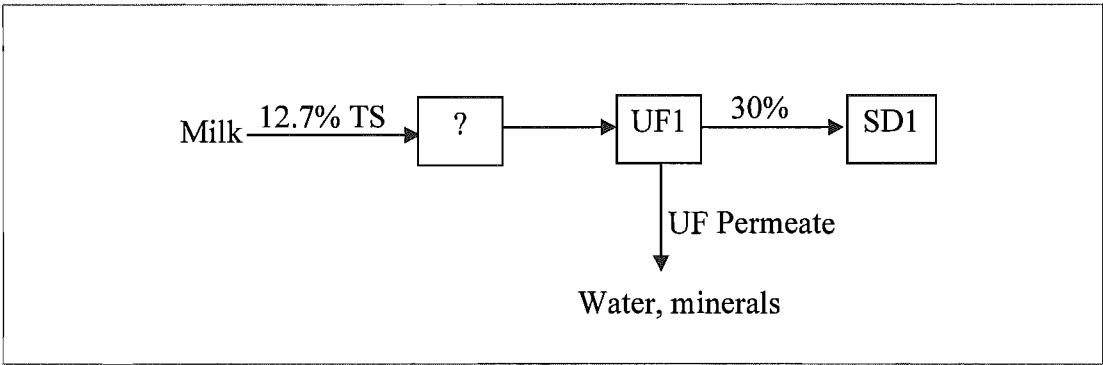 Milk
12.7% TS
?
UF1
30%
SD1
UF Permeate
Water, minerals